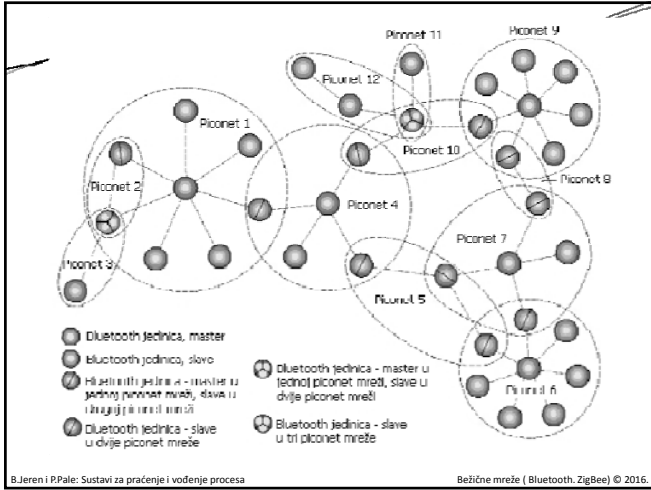 Piconet 11
Piconet 9
Piconet 12
Piconet 1
Piconet 10
Piconet 2
Piconet 8
Piconet 4
Piconet 7
Piconet 3
Piconet 5
Piconet 6
Bluetooth jedinica, master
Bluetooth jedinica, slave
Bluetooth jedinica - master u
jednoj piconet mreži, slave u
drugoj piconet mreži
Bluetooth jedinica - slave
u dvije piconet mreže
Bluetooth jedinica - master u
jednoj piconet mreži, slave u
dvije piconet mreži
Bluetooth jedinica - slave
u tri piconet mreže
B.Jeren i P.Pale: Sustavi za praćenje i vođenje procesa
Bežične mreže ( Bluetooth. ZigBee) © 2016.